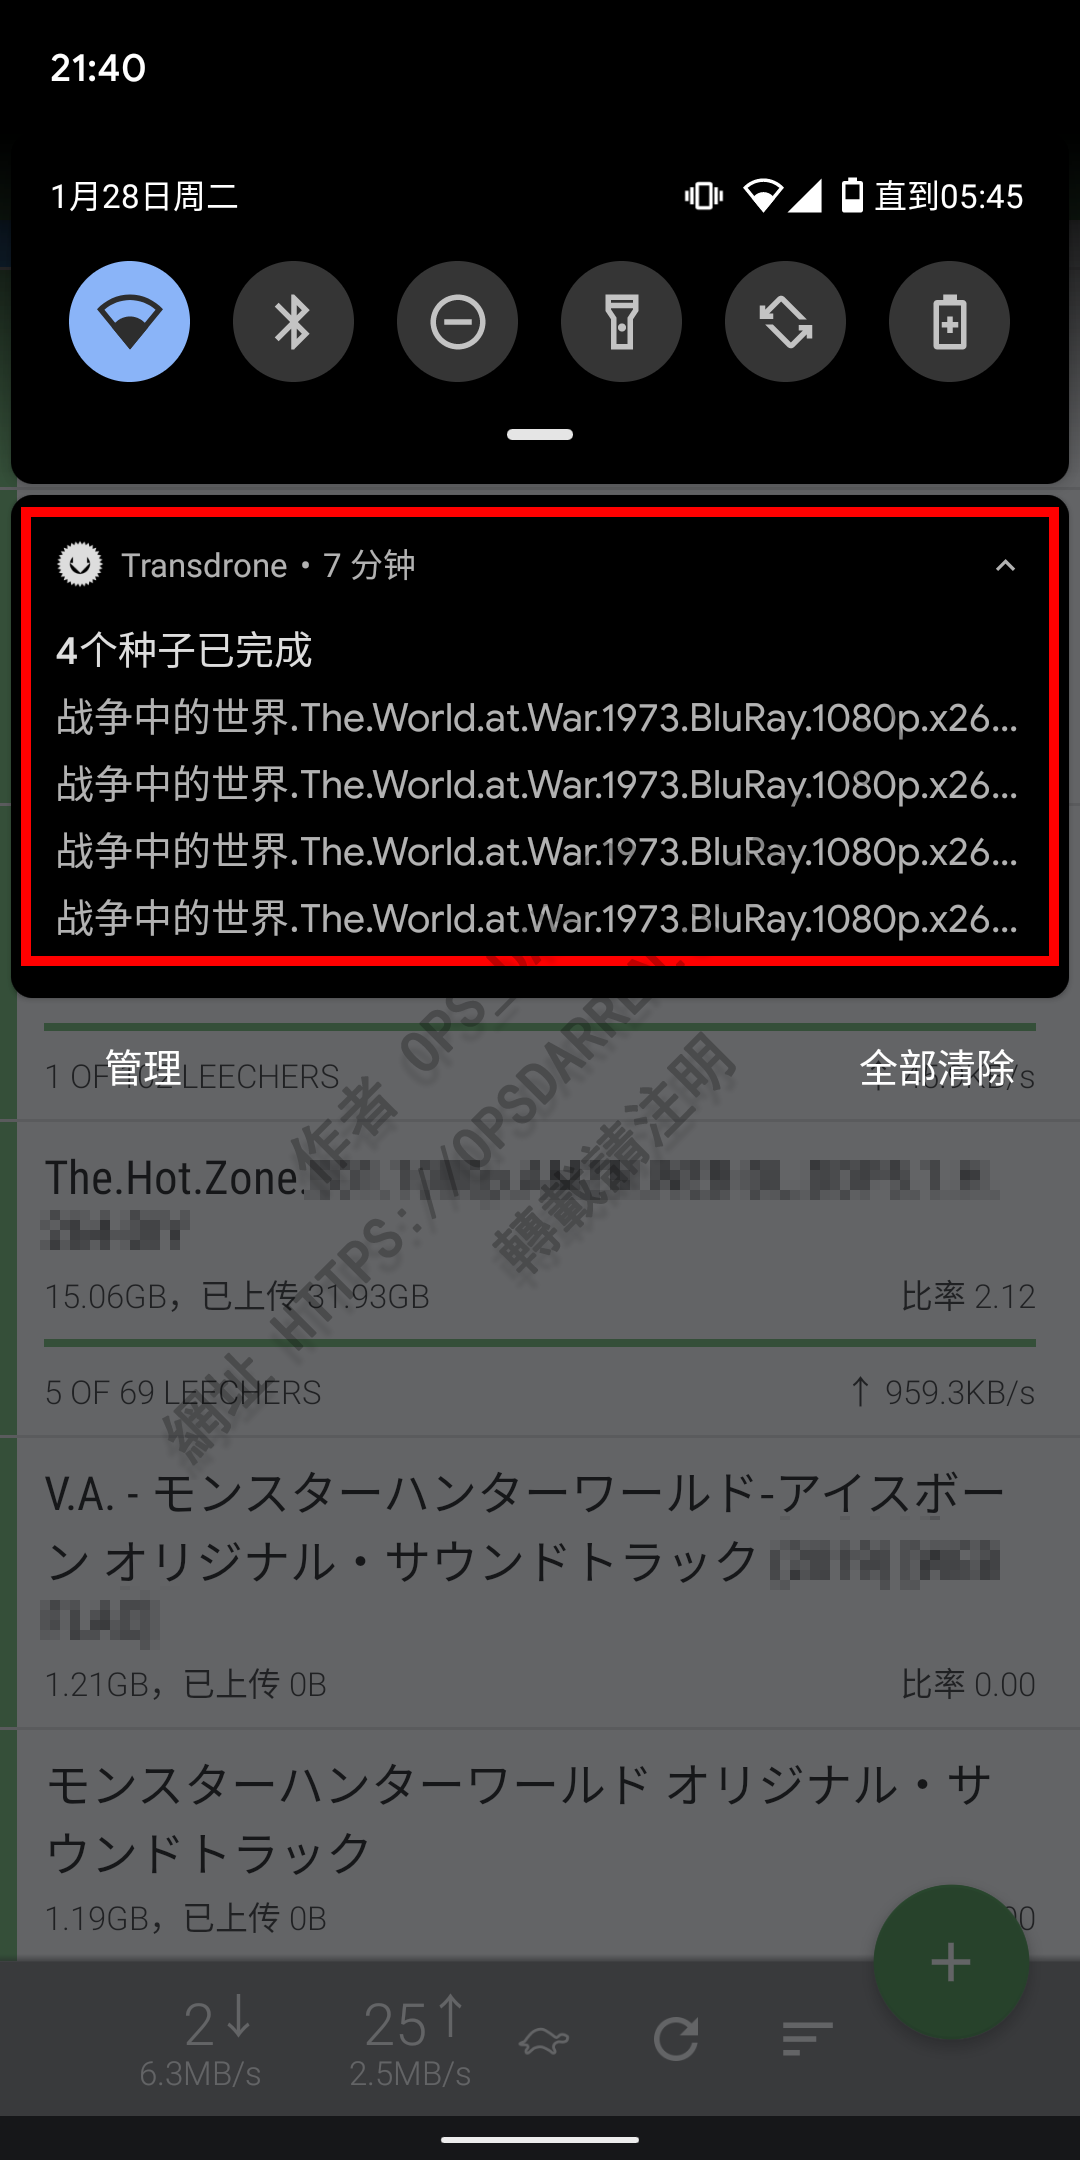 21:40
1月28日周二
直到05:45
Transdrone • 7 分钟
4个种子已完成
战争中的世界.The.World.at.War.1973.BluRay.1080p.x26...
战争中的世界.The.World.at.War.1973.BluRay.1080p.x26...
战争中的世界.The.World.at.War.1973.BluRay.1080p.x26...
战争中的世界.The.World.at.War.1973.BluRay.1080p.x26...
作者 OPS_
網址 HTTPS://OPSDARREN.
轉載請注明
管理
全部清除
1 OF LEECHERS
The.Hot.Zone.
15.06GB，已上传 31.93GB
比率 2.12
5 OF 69 LEECHERS
↑ 959.3KB/s
V.A. - モンスターハンターワールド-アイスボー
ン オリジナル・サウンドトラック
1.21GB，已上传 0B
比率 0.00
モンスターハンターワールド オリジナル・サ
ウンドトラック
1.19GB，已上传 0B
2↓
6.3MB/s
25↑
2.5MB/s